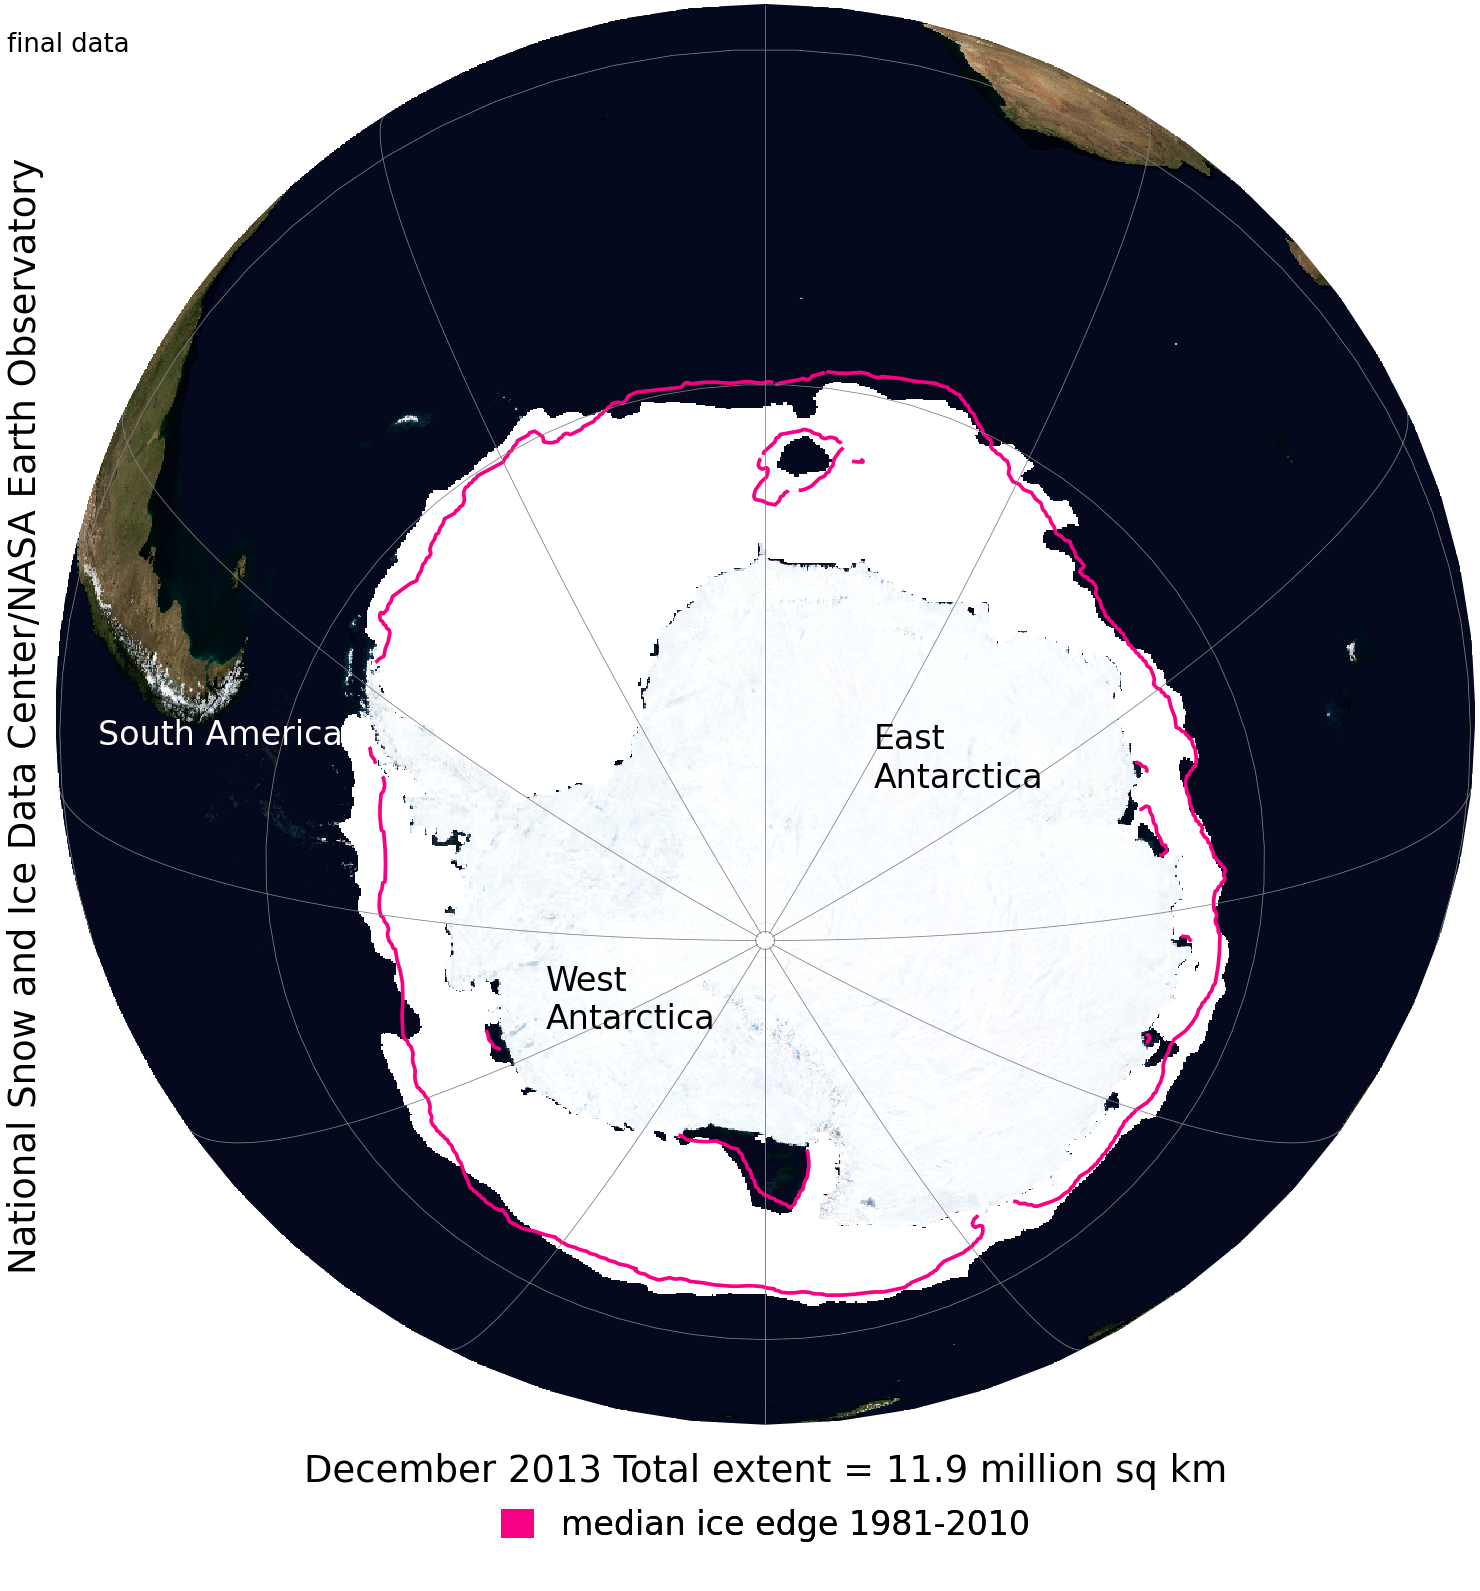 final data
National Snow and Ice Data Center/NASA Earth Observatory
South America
East
Antarctica
West
Antarctica
December 2013 Total extent = 11.9 million sq km
median ice edge 1981-2010